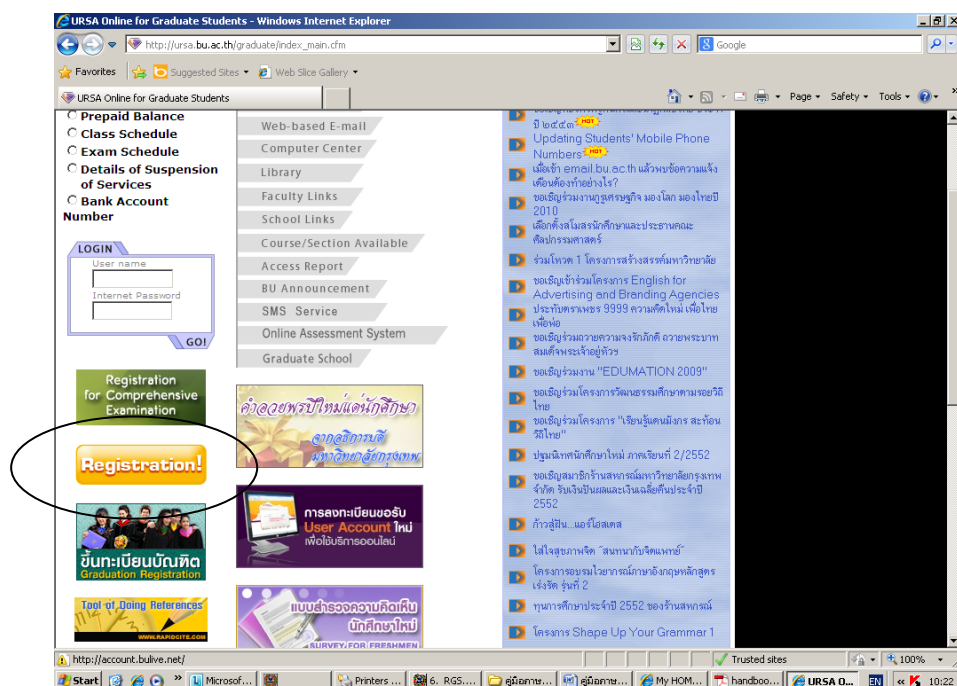 URSA Online for Graduate Students - Windows Internet Explorer
http://ursa.bu.ac.th/graduate/index_main.cfm
Google
Favorites
Suggested Sites
Web Slice Gallery
URSA Online for Graduate Students
Page
Safety
Tools
Prepaid Balance
Class Schedule
Exam Schedule
Details of Suspension
of Services
Bank Account
Number
LOGIN
User name
Internet Password
GO!
Registration
for Comprehensive
Examination
Registration!
ขึ้นทะเบียนบัณฑิต
Graduation Registration
Tool of Doing References
WWW.RAPIDCITE.COM
Web-based E-mail
Computer Center
Library
Faculty Links
School Links
Course/Section Available
Access Report
BU Announcement
SMS Service
Online Assessment System
Graduate School
คำอวยพรปีใหม่แด่นักศึกษา
จากอธิการบดี
มหาวิทยาลัยกรุงเทพ
การลงทะเบียนขอรับ
User Account ใหม่
เพื่อใช้บริการออนไลน์
แบบสำรวจความคิดเห็น
นักศึกษาใหม่
SURVEY FOR FRESHMEN
ปี ๒๕๕๓ HOT
Updating Students' Mobile Phone
Numbers HOT
เมื่อเข้า email.bu.ac.th แล้วพบข้อความแจ้ง
เตือนต้องทำอย่างไร?
ขอเชิญร่วมงานกูรูเศรษฐกิจ มองโลก มองไทยปี
2010
เลือกตั้งสโมสรนักศึกษาและประธานคณะ
ศิลปกรรมศาสตร์
ร่วมโหวต 1 โครงการสร้างสรรค์มหาวิทยาลัย
ขอเชิญเข้าร่วมโครงการ English for
Advertising and Branding Agencies
ประทับตราเพชร 9999 ความคิดใหม่ เพื่อไทย
เพื่อพ่อ
ขอเชิญร่วมถวายความจงรักภักดี ถวายพระบาท
สมเด็จพระเจ้าอยู่หัวฯ
ขอเชิญร่วมงาน "EDUMATION 2009"
ขอเชิญร่วมโครงการวัฒนธรรมศึกษาตามรอยวิถี
ไทย
ขอเชิญร่วมโครงการ "เรียนรู้แดนมังกร สะท้อน
วิถีไทย"
ปฐมนิเทศนักศึกษาใหม่ ภาคเรียนที่ 2/2552
ขอเชิญสมาชิกร้านสหกรณ์มหาวิทยาลัยกรุงเทพ
จำกัด รับเงินปันผลและเงินเฉลี่ยคืนประจำปี
2552
ก้าวสู่ฝัน...แอร์โฮสเตส
ใส่ใจสุขภาพจิต "สนทนากับจิตแพทย์"
โครงการอบรมไวยากรณ์ภาษาอังกฤษหลักสูตร
เร่งรัด รุ่นที่ 2
ทุนการศึกษาประจำปี 2552 ของร้านสหกรณ์
โครงการ Shape Up Your Grammar 1
http://account.bulive.net/
Trusted sites
100%
Start
Microsof...
Printers ...
6. RGS....
คู่มือภาษ...
คู่มือภาษ...
My HOM...
handboo...
URSA O...
EN
10:22